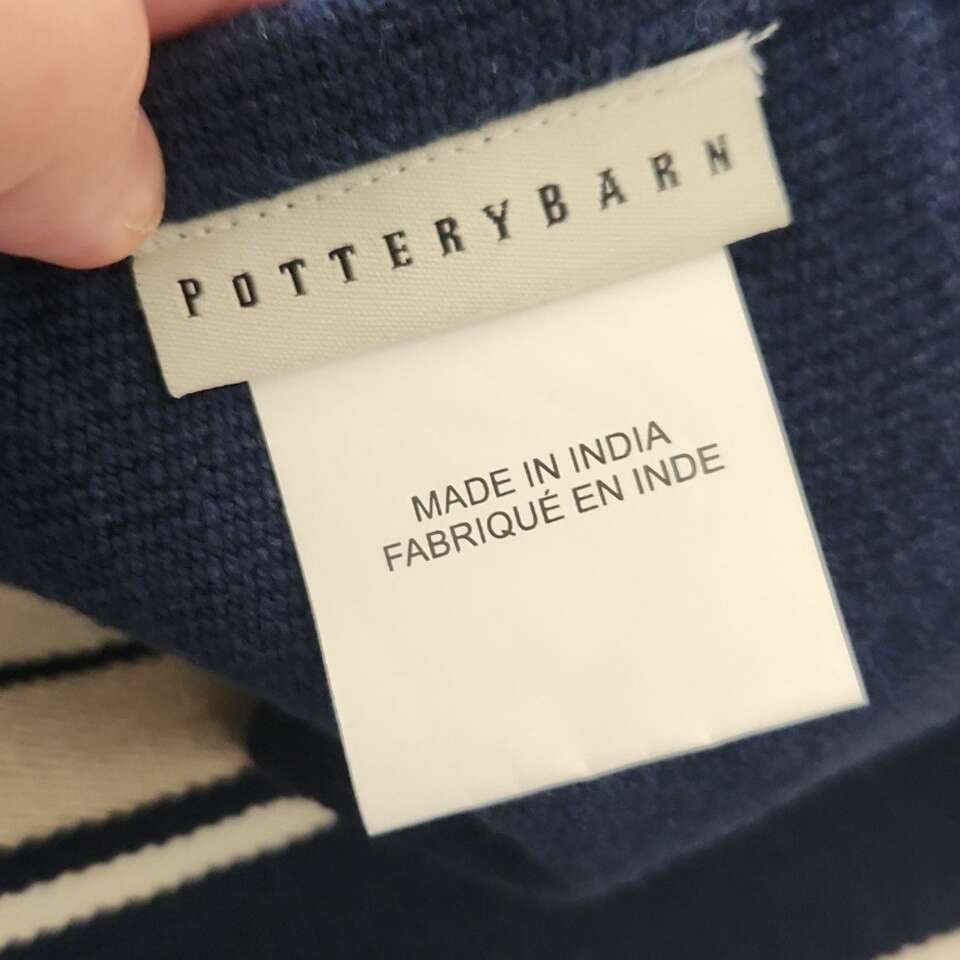 POTTERYBARN
MADE IN INDIA
FABRIQUÉ EN INDE